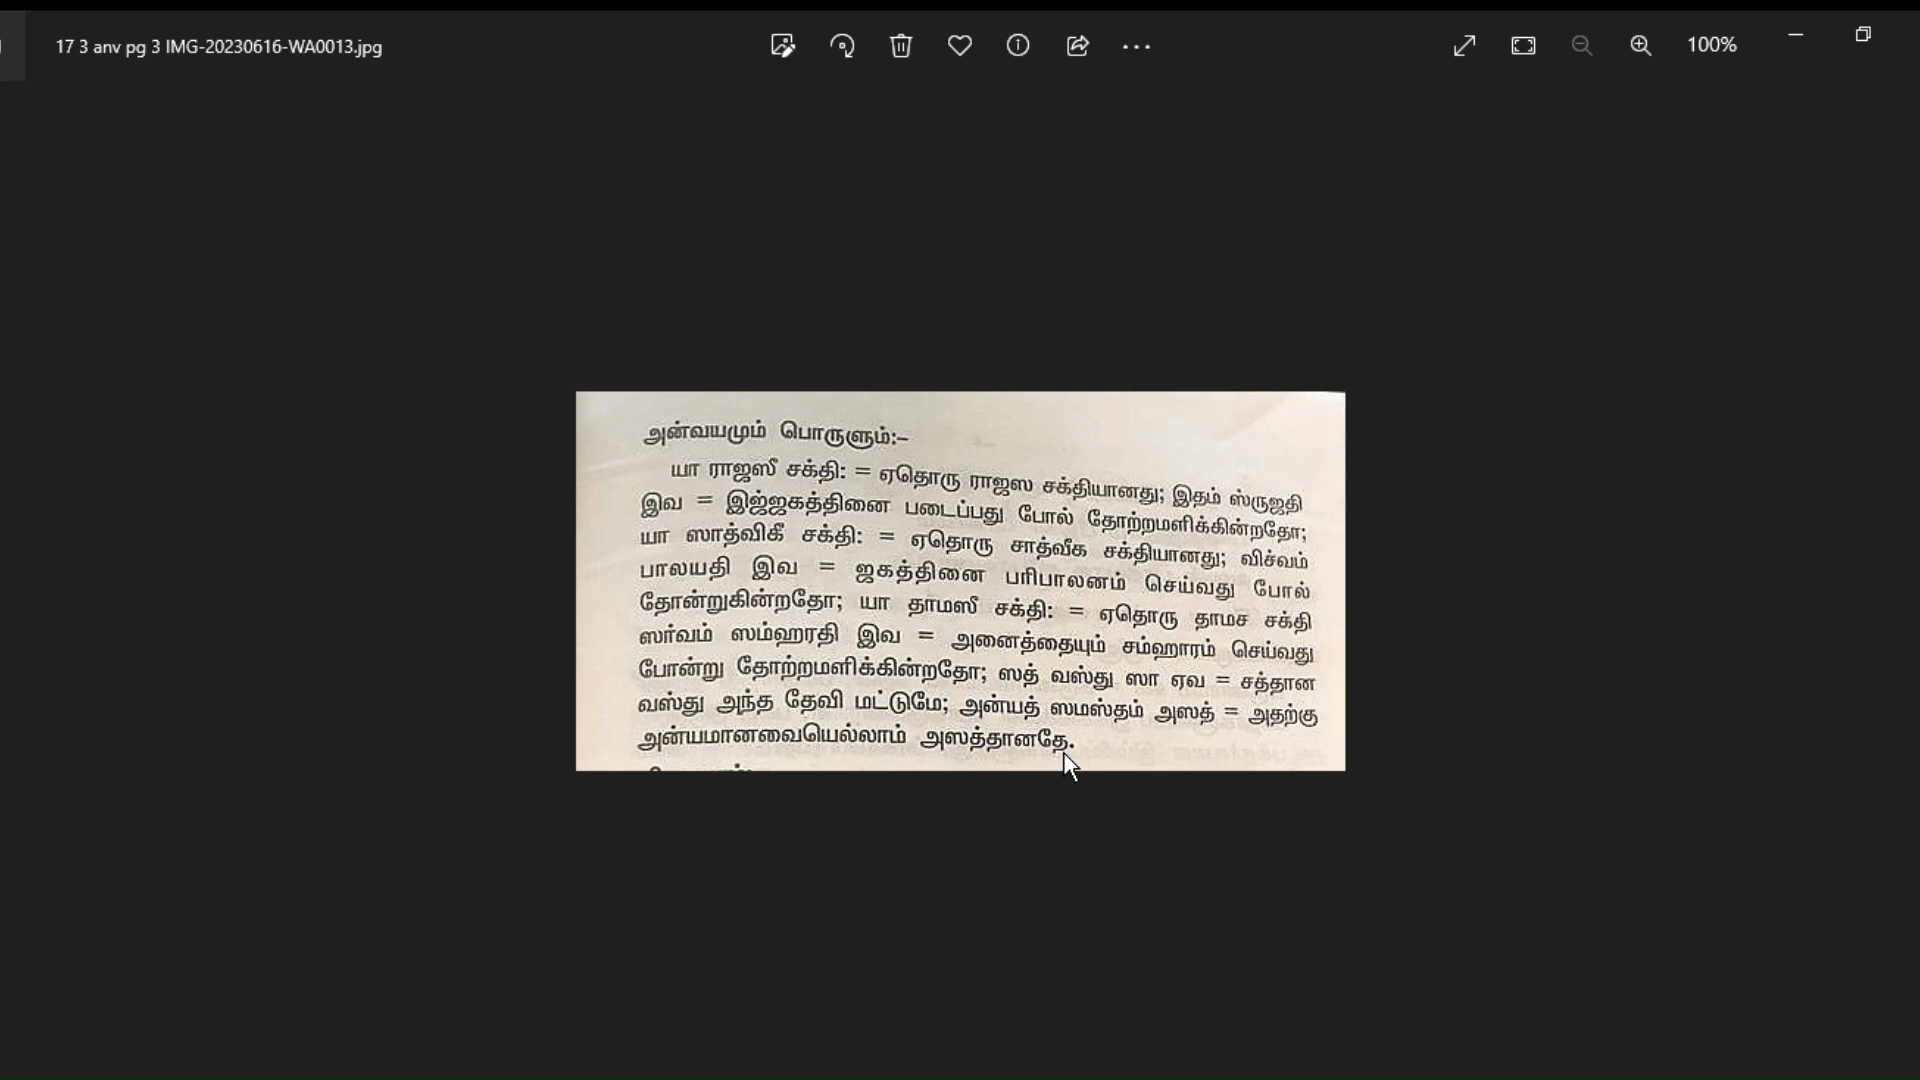 17 3 anv pg 3 IMG-20230616-WA0013.jpg
100%
அன்வயமும் பொருளும்:–
யா ராஜஸீ சக்தி: = ஏதொரு ராஜஸ சக்தியானது; இதம் ஸ்ருஜதி
இவ = இஜ்ஜகத்தினை படைப்பது போல் தோற்றமளிக்கின்றதோ;
யா ஸாத்விகீ சக்தி: = ஏதொரு சாத்வீக சக்தியானது; விச்வம்
பாலயதி இவ = ஜகத்தினை பரிபாலனம் செய்வது போல்
தோன்றுகின்றதோ; யா தாமஸீ சக்தி: = ஏதொரு தாமச சக்தி
ஸர்வம் ஸம்ஹரதி இவ = அனைத்தையும் சம்ஹாரம் செய்வது
போன்று தோற்றமளிக்கின்றதோ; ஸத் வஸ்து ஸா ஏவ = சத்தான
வஸ்து அந்த தேவி மட்டுமே; அன்யத் ஸமஸ்தம் அஸத் = அதற்கு
அன்யமானவையெல்லாம் அஸத்தானதே.